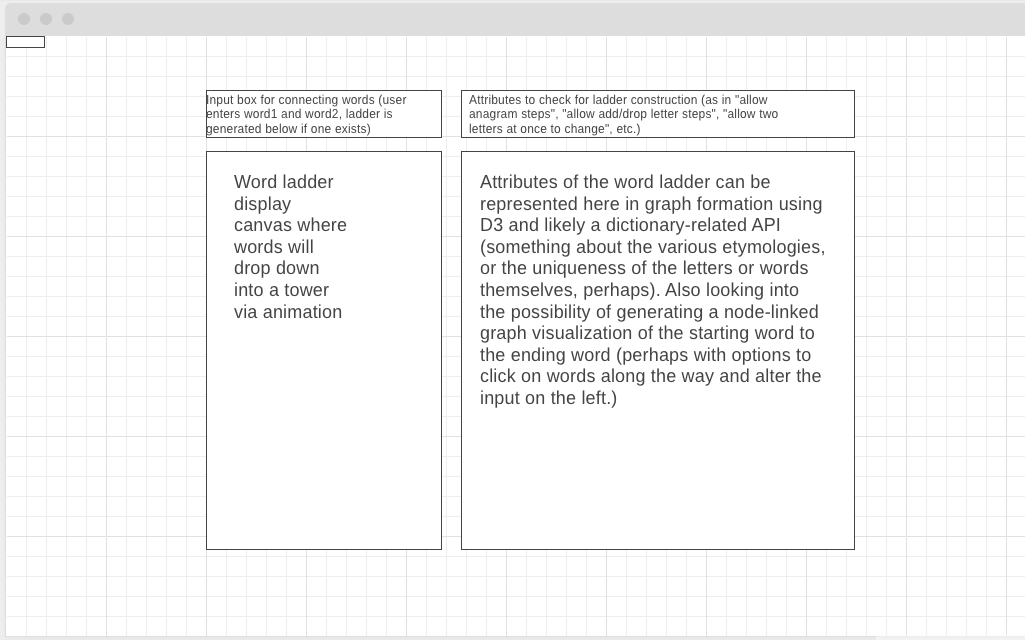 Input box for connecting words (user
enters word1 and word2, ladder is
generated below if one exists)
Attributes to check for ladder construction (as in "allow
anagram steps", "allow add/drop letter steps", "allow two
letters at once to change", etc.)
Word ladder
display
canvas where
words will
drop down
into a tower
via animation
Attributes of the word ladder can be
represented here in graph formation using
D3 and likely a dictionary-related API
(something about the various etymologies,
or the uniqueness of the letters or words
themselves, perhaps). Also looking into
the possibility of generating a node-linked
graph visualization of the starting word to
the ending word (perhaps with options to
click on words along the way and alter the
input on the left.)